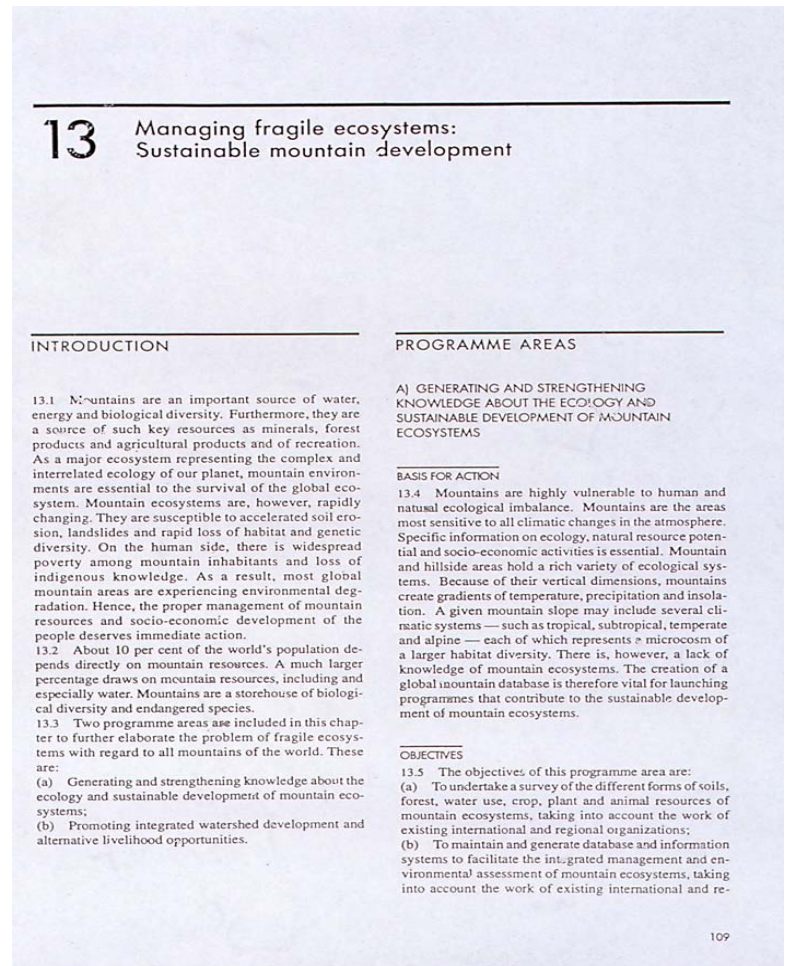 13
Managing fragile ecosystems:
Sustainable mountain development
INTRODUCTION
13.1 Mountains are an important source of water,
energy and biological diversity. Furthermore, they are
a source of such key resources as minerals, forest
products and agricultural products and of recreation.
As a major ecosystem representing the complex and
interrelated ecology of our planet, mountain environ-
ments are essential to the survival of the global eco-
system. Mountain ecosystems are, however, rapidly
changing. They are susceptible to accelerated soil ero-
sion, landslides and rapid loss of habitat and genetic
diversity. On the human side, there is widespread
poverty among mountain inhabitants and loss of
indigenous knowledge. As a result, most global
mountain areas are experiencing environmental deg-
radation. Hence, the proper management of mountain
resources and socio-economic development of the
people deserves immediate action.
13.2 About 10 per cent of the world's population de-
pends directly on mountain resources. A much larger
percentage draws on mountain resources, including and
especially water. Mountains are a storehouse of biologi-
cal diversity and endangered species.
13.3 Two programme areas are included in this chap-
ter to further elaborate the problem of fragile ecosys-
tems with regard to all mountains of the world. These
are:
(a) Generating and strengthening knowledge about the
ecology and sustainable development of mountain eco-
systems;
(b) Promoting integrated watershed development and
alternative livelihood opportunities.
PROGRAMME AREAS
A) GENERATING AND STRENGTHENING
KNOWLEDGE ABOUT THE ECOLOGY AND
SUSTAINABLE DEVELOPMENT OF MOUNTAIN
ECOSYSTEMS
BASIS FOR ACTION
13.4 Mountains are highly vulnerable to human and
natural ecological imbalance. Mountains are the areas
most sensitive to all climatic changes in the atmosphere.
Specific information on ecology, natural resource poten-
tial and socio-economic activities is essential. Mountain
and hillside areas hold a rich variety of ecological sys-
tems. Because of their vertical dimensions, mountains
create gradients of temperature, precipitation and insola-
tion. A given mountain slope may include several cli-
matic systems — such as tropical, subtropical, temperate
and alpine — each of which represents a microcosm of
a larger habitat diversity. There is, however, a lack of
knowledge of mountain ecosystems. The creation of a
global mountain database is therefore vital for launching
programmes that contribute to the sustainable develop-
ment of mountain ecosystems.
OBJECTIVES
13.5 The objectives of this programme area are:
(a) To undertake a survey of the different forms of soils,
forest, water use, crop, plant and animal resources of
mountain ecosystems, taking into account the work of
existing international and regional organizations;
(b) To maintain and generate database and information
systems to facilitate the integrated management and en-
vironmental assessment of mountain ecosystems, taking
into account the work of existing international and re-
109